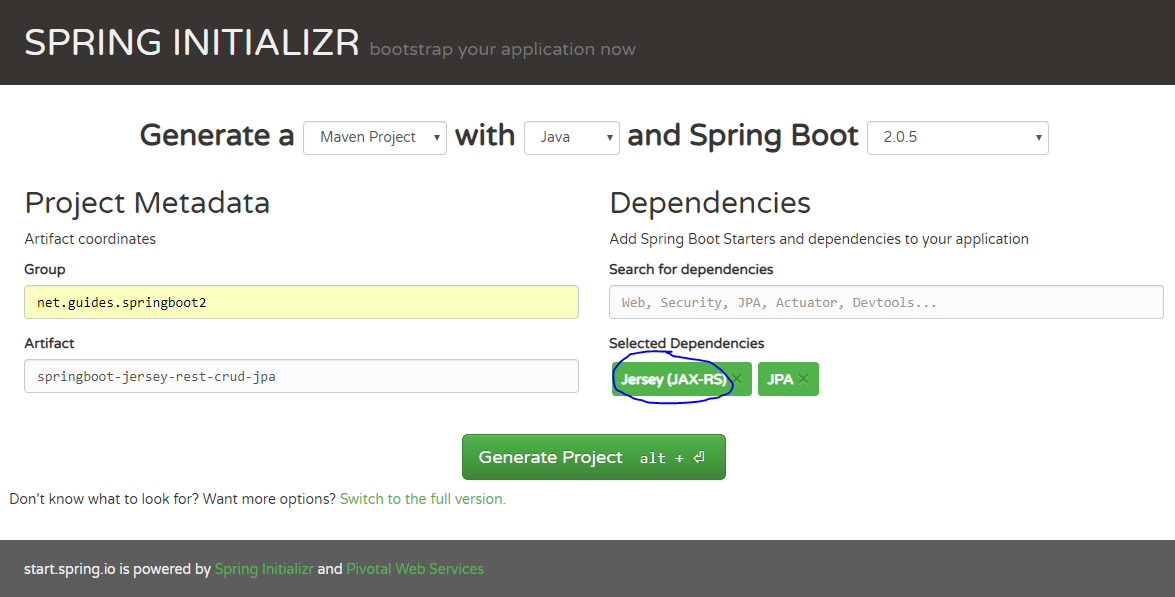 SPRING INITIALIZR bootstrap your application now
Generate a Maven Project with Java and Spring Boot 2.0.5
Project Metadata
Artifact coordinates
Group
net.guides.springboot2
Artifact
springboot-jersey-rest-crud-jpa
Dependencies
Add Spring Boot Starters and dependencies to your application
Search for dependencies
Web, Security, JPA, Actuator, Devtools...
Selected Dependencies
Jersey (JAX-RS) × JPA ×
Generate Project alt + ⏎
Don't know what to look for? Want more options? Switch to the full version.
start.spring.io is powered by Spring Initializr and Pivotal Web Services